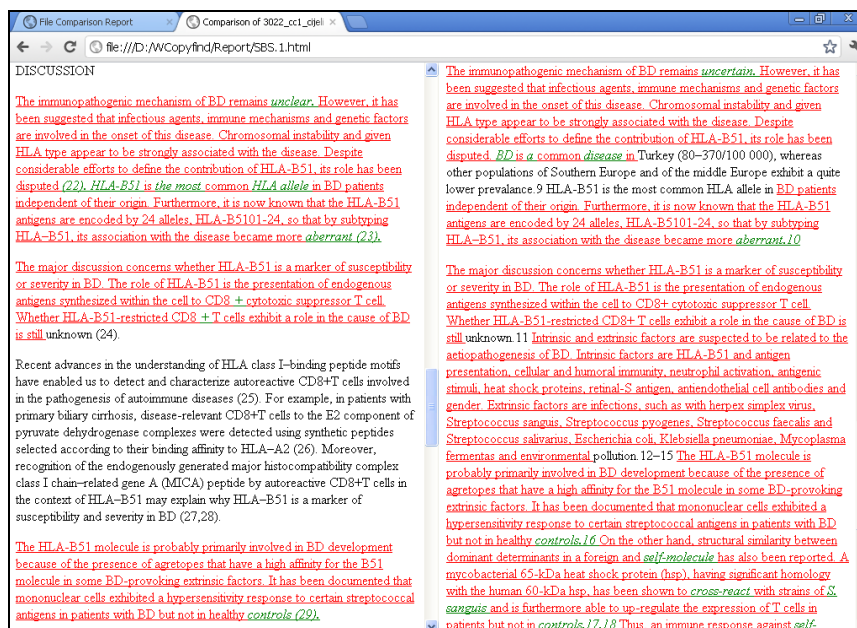 File Comparison Report
Comparison of 3022_cc1_cijeli
file:///D:/WCopyfind/Report/SBS.1.html
DISCUSSION
The immunopathogenic mechanism of BD remains unclear. However, it has
been suggested that infectious agents, immune mechanisms and genetic factors
are involved in the onset of this disease. Chromosomal instability and given
HLA type appear to be strongly associated with the disease. Despite
considerable efforts to define the contribution of HLA-B51, its role has been
disputed (22). HLA-B51 is the most common HLA allele in BD patients
independent of their origin. Furthermore, it is now known that the HLA-B51
antigens are encoded by 24 alleles, HLA-B5101-24, so that by subtyping
HLA–B51, its association with the disease became more aberrant (23).
The major discussion concerns whether HLA-B51 is a marker of susceptibility
or severity in BD. The role of HLA-B51 is the presentation of endogenous
antigens synthesized within the cell to CD8 + cytotoxic suppressor T cell.
Whether HLA-B51-restricted CD8 + T cells exhibit a role in the cause of BD
is still unknown (24).
Recent advances in the understanding of HLA class I–binding peptide motifs
have enabled us to detect and characterize autoreactive CD8+T cells involved
in the pathogenesis of autoimmune diseases (25). For example, in patients with
primary biliary cirrhosis, disease-relevant CD8+T cells to the E2 component of
pyruvate dehydrogenase complexes were detected using synthetic peptides
selected according to their binding affinity to HLA–A2 (26). Moreover,
recognition of the endogenously generated major histocompatibility complex
class I chain–related gene A (MICA) peptide by autoreactive CD8+T cells in
the context of HLA–B51 may explain why HLA–B51 is a marker of
susceptibility and severity in BD (27,28).
The HLA-B51 molecule is probably primarily involved in BD development
because of the presence of agretopes that have a high affinity for the B51
molecule in some BD-provoking extrinsic factors. It has been documented that
mononuclear cells exhibited a hypersensitivity response to certain streptococcal
antigens in patients with BD but not in healthy controls (29).
The immunopathogenic mechanism of BD remains uncertain. However, it has
been suggested that infectious agents, immune mechanisms and genetic factors
are involved in the onset of this disease. Chromosomal instability and given
HLA type appear to be strongly associated with the disease. Despite
considerable efforts to define the contribution of HLA-B51, its role has been
disputed. BD is a common disease in Turkey (80–370/100 000), whereas
other populations of Southern Europe and of the middle Europe exhibit a quite
lower prevalance.9 HLA-B51 is the most common HLA allele in BD patients
independent of their origin. Furthermore, it is now known that the HLA-B51
antigens are encoded by 24 alleles, HLA-B5101-24, so that by subtyping
HLA–B51, its association with the disease became more aberrant.10
The major discussion concerns whether HLA-B51 is a marker of susceptibility
or severity in BD. The role of HLA-B51 is the presentation of endogenous
antigens synthesized within the cell to CD8+ cytotoxic suppressor T cell.
Whether HLA-B51-restricted CD8+ T cells exhibit a role in the cause of BD is
still unknown.11 Intrinsic and extrinsic factors are suspected to be related to the
aetiopathogenesis of BD. Intrinsic factors are HLA-B51 and antigen
presentation, cellular and humoral immunity, neutrophil activation, antigenic
stimuli, heat shock proteins, retinal-S antigen, antiendothelial cell antibodies and
gender. Extrinsic factors are infections, such as with herpex simplex virus,
Streptococcus sanguis, Streptococcus pyogenes, Streptococcus faecalis and
Streptococcus salivarius, Escherichia coli, Klebsiella pneumoniae, Mycoplasma
fermentas and environmental pollution.12–15 The HLA-B51 molecule is
probably primarily involved in BD development because of the presence of
agretopes that have a high affinity for the B51 molecule in some BD-provoking
extrinsic factors. It has been documented that mononuclear cells exhibited a
hypersensitivity response to certain streptococcal antigens in patients with BD
but not in healthy controls.16 On the other hand, structural similarity between
dominant determinants in a foreign and self-molecule has also been reported. A
mycobacterial 65-kDa heat shock protein (hsp), having significant homology
with the human 60-kDa hsp, has been shown to cross-react with strains of S.
sanguis and is furthermore able to up-regulate the expression of T cells in
patients but not in controls.17,18 Thus, an immune response against self-